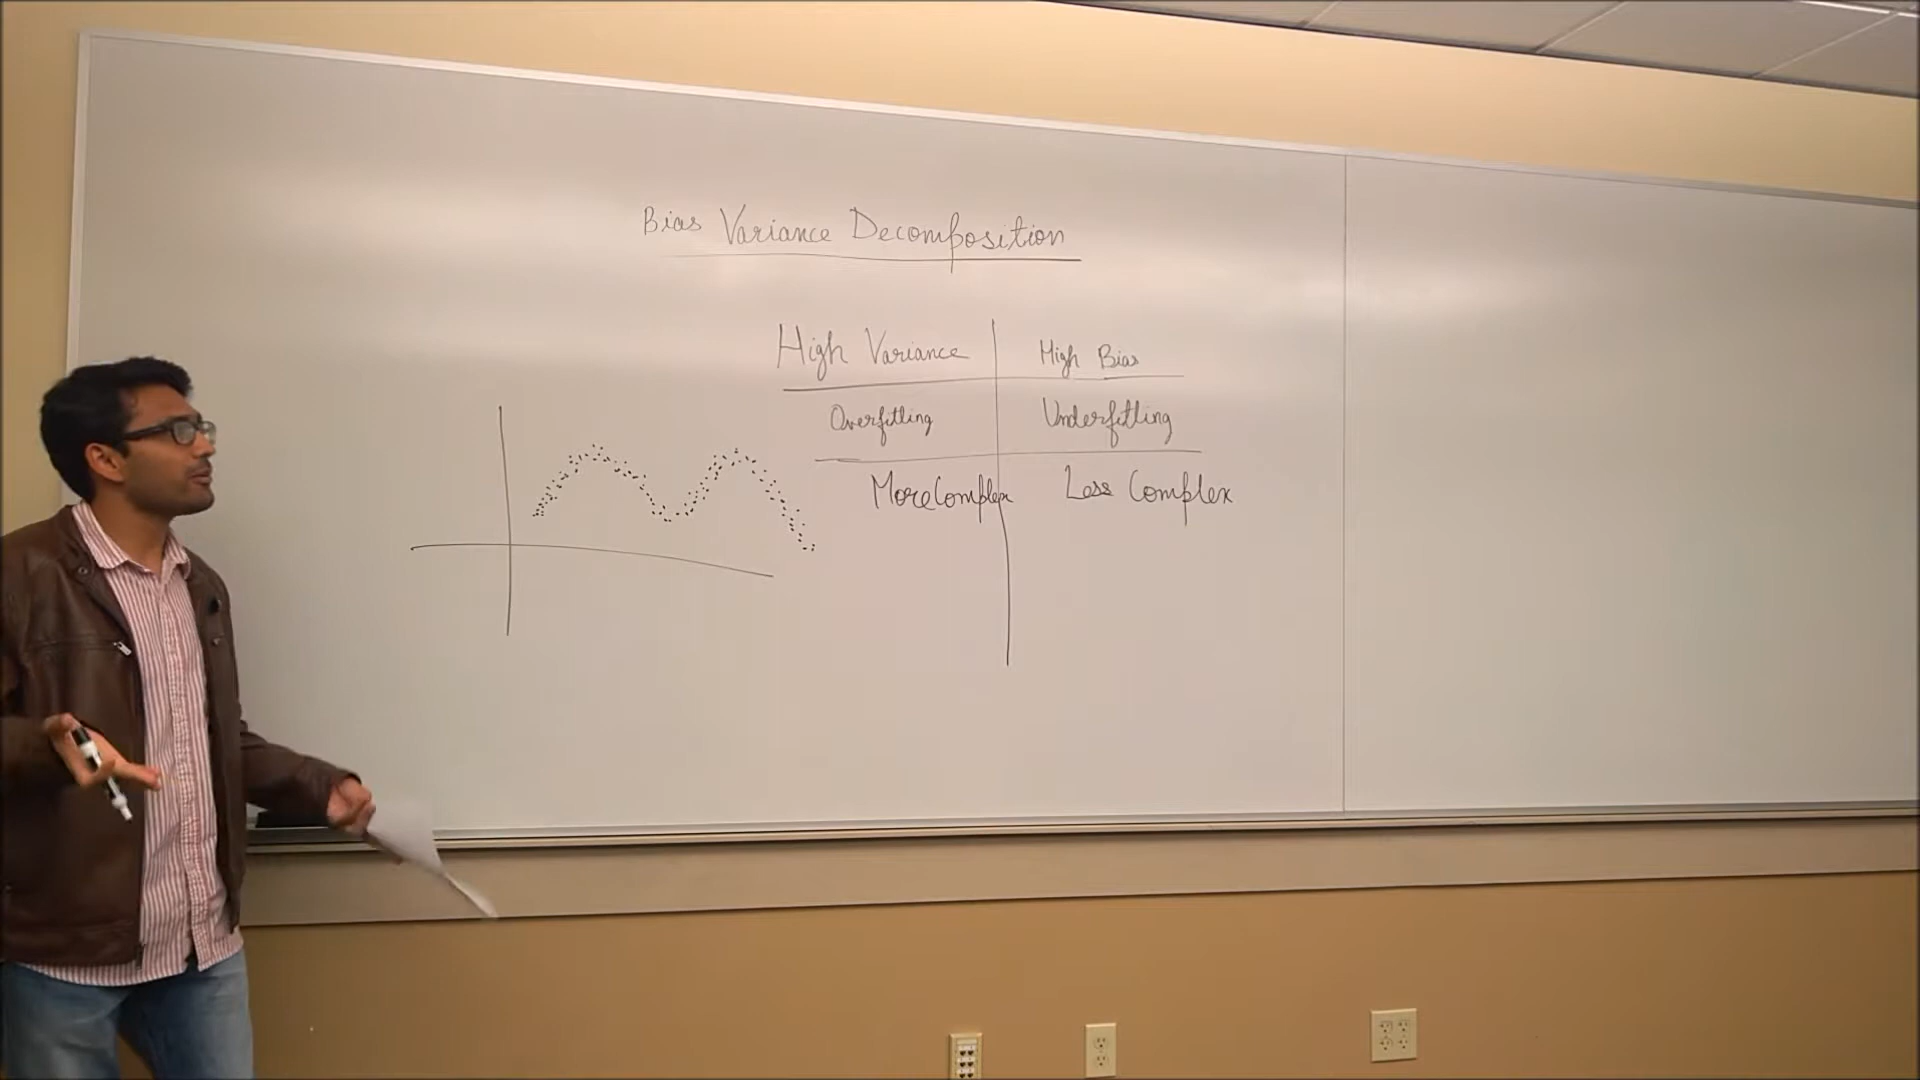 Bias Variance Decomposition
High Variance High Bias
Overfitting Underfitting
More Complex Less Complex